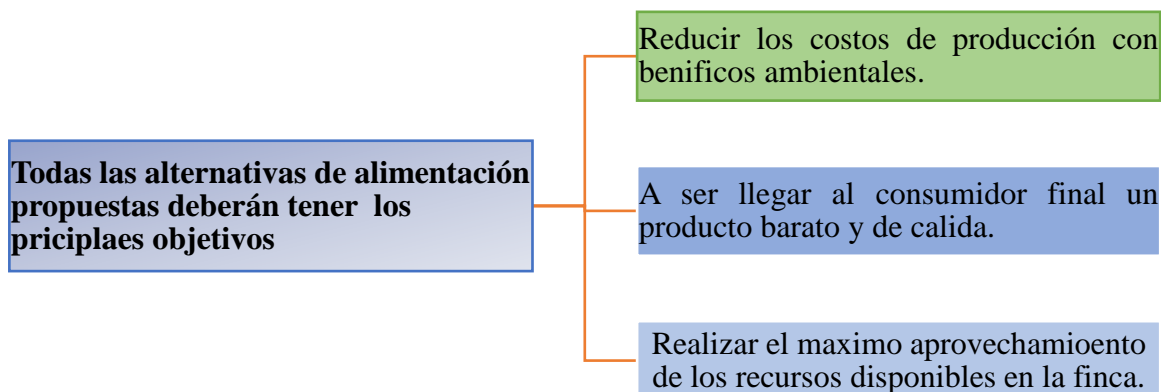 Todas las alternativas de alimentación
propuestas deberán tener los
priciplaes objetivos
Reducir los costos de producción con
benificos ambientales.
A ser llegar al consumidor final un
producto barato y de calida.
Realizar el maximo aprovechamioento
de los recursos disponibles en la finca.